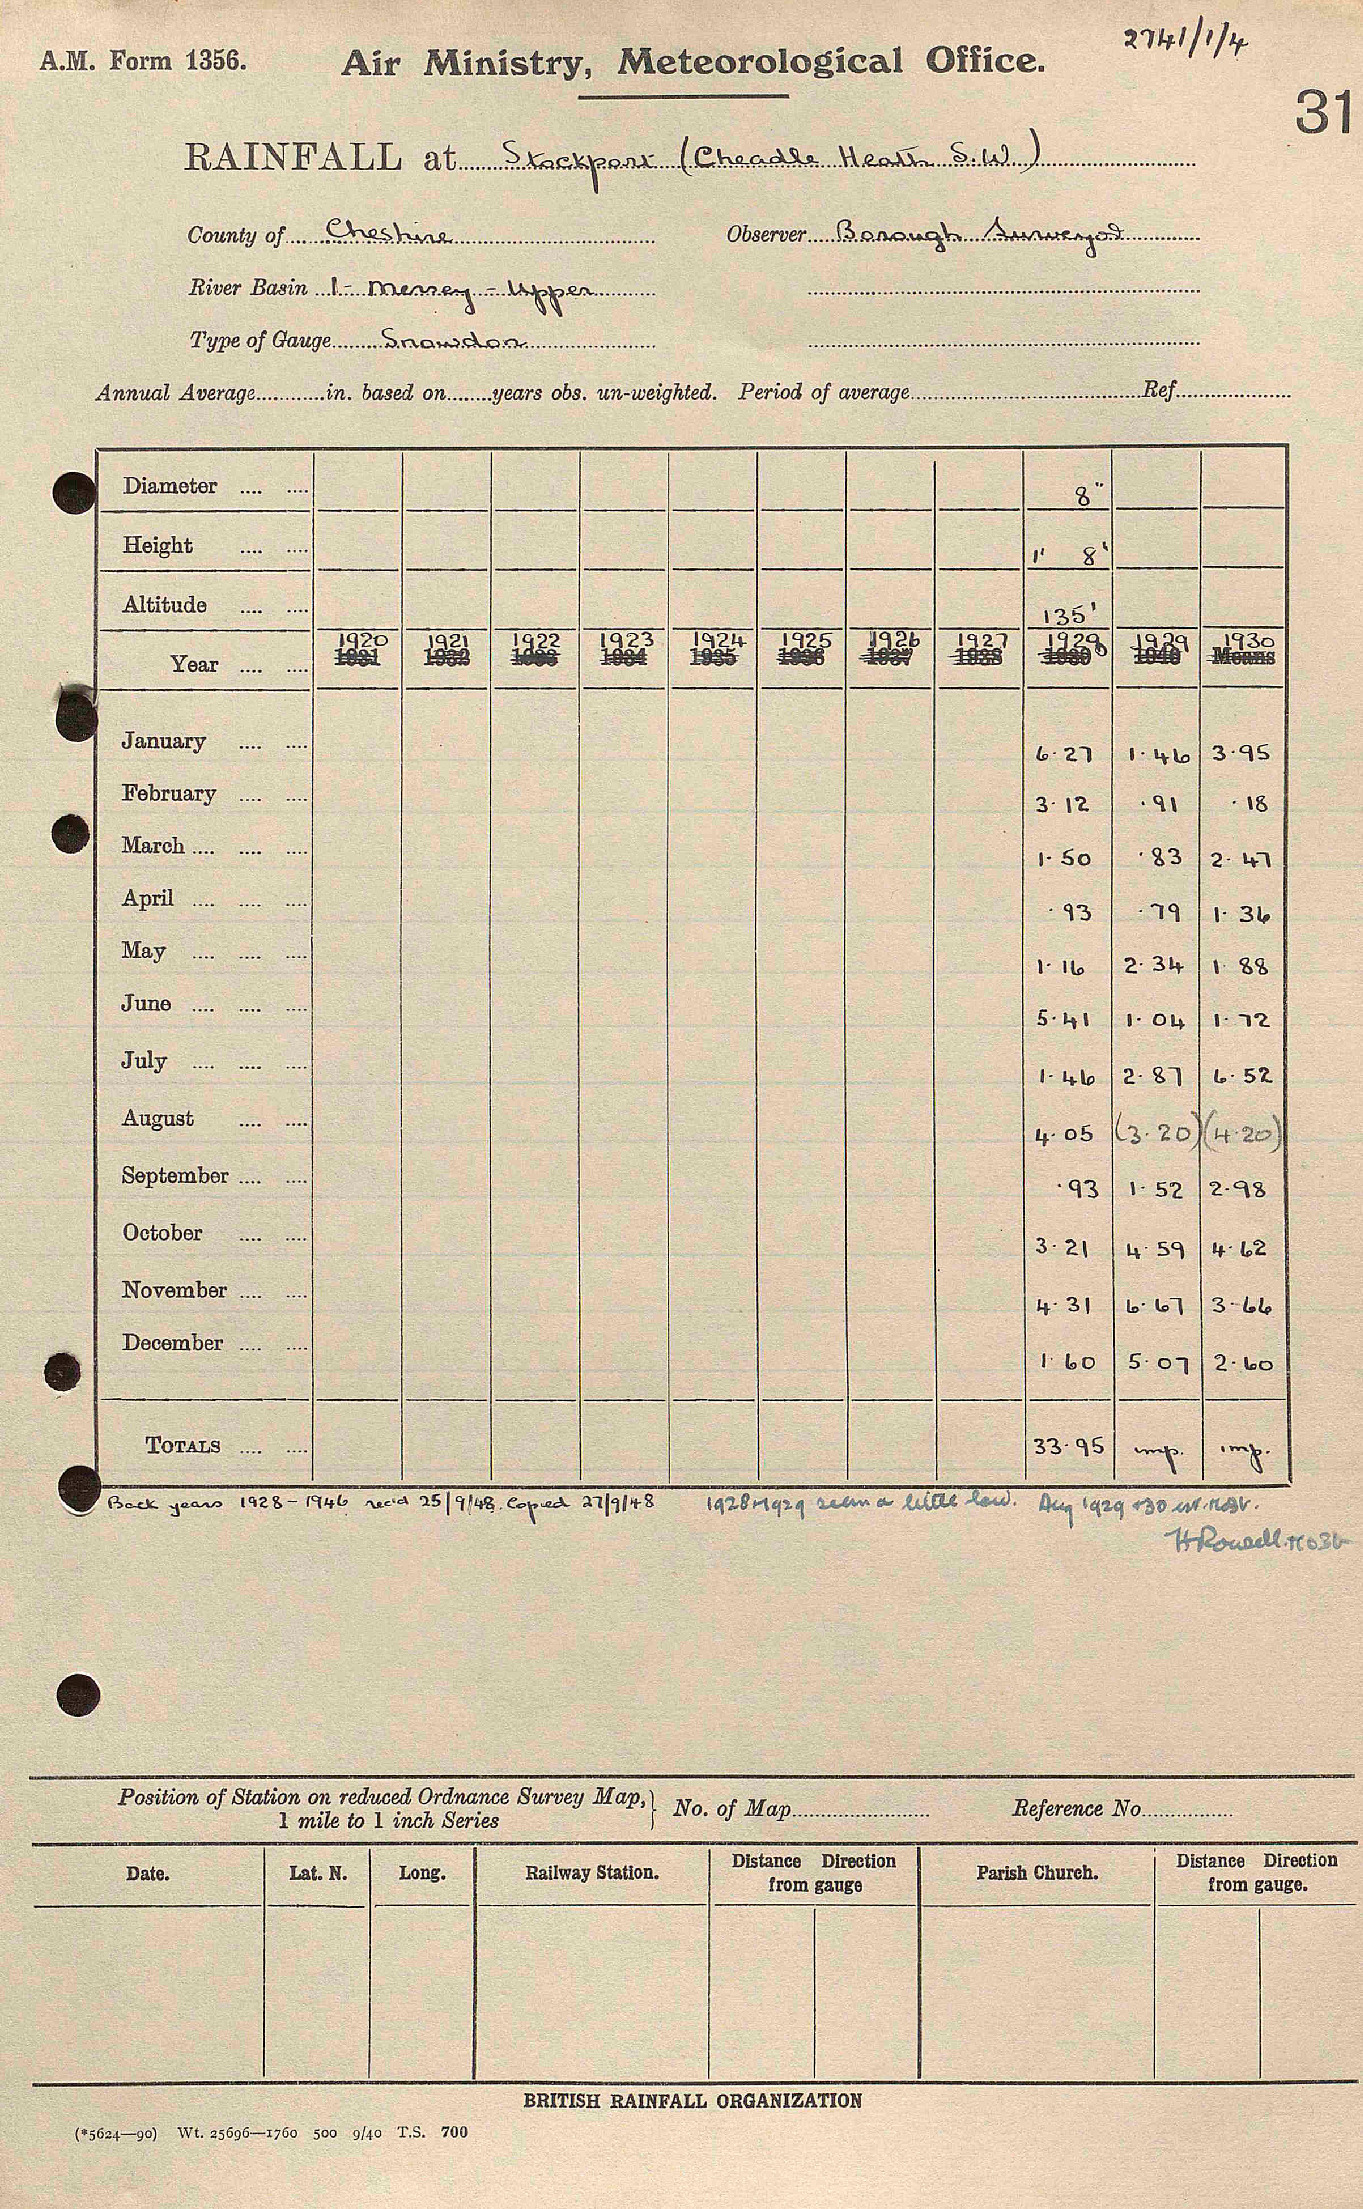 2741/1/4
A.M. Form 1356. Air Ministry, Meteorological Office.
31
RAINFALL at Stockport (Cheadle Heath S.W.)
County of Cheshire Observer Borough Surveyor
River Basin 1 - Mersey - Upper
Type of Gauge Snowdon
Annual Average............in. based on........years obs. un-weighted. Period of average............Ref............
Diameter .... .... 8"
Height .... .... 1' 8"
Altitude .... .... 135'
1920 1921 1922 1923 1924 1925 1926 1927 1928 1929 1930
Year .... .... 1931 1932 1933 1934 1935 1936 1937 1938 1939 1940 Means
January .... .... 6.27 1.46 3.95
February .... .... 3.12 .91 .18
March .... .... .... 1.50 .83 2.47
April .... .... .... .93 .79 1.36
May .... .... .... 1.16 2.34 1.88
June .... .... .... 5.41 1.04 1.72
July .... .... .... 1.46 2.87 6.52
August .... .... 4.05 (3.20) (4.20)
September .... .... .93 1.52 2.98
October .... .... 3.21 4.59 4.62
November .... .... 4.31 6.67 3.66
December .... .... 1.60 5.07 2.60
TOTALS .... .... 33.95 imp. imp.
Back years 1928 - 1946 rec'd 25/9/48. Copied 27/9/48 1928+1929 seem a little low. Aug 1929 +30 est.
Position of Station on reduced Ordnance Survey Map, } No. of Map............ Reference No............
1 mile to 1 inch Series
Date. Lat. N. Long. Railway Station. Distance Direction from gauge Parish Church. Distance Direction from gauge.
BRITISH RAINFALL ORGANIZATION
(*5624—90) Wt. 25696—1760 500 9/40 T.S. 700